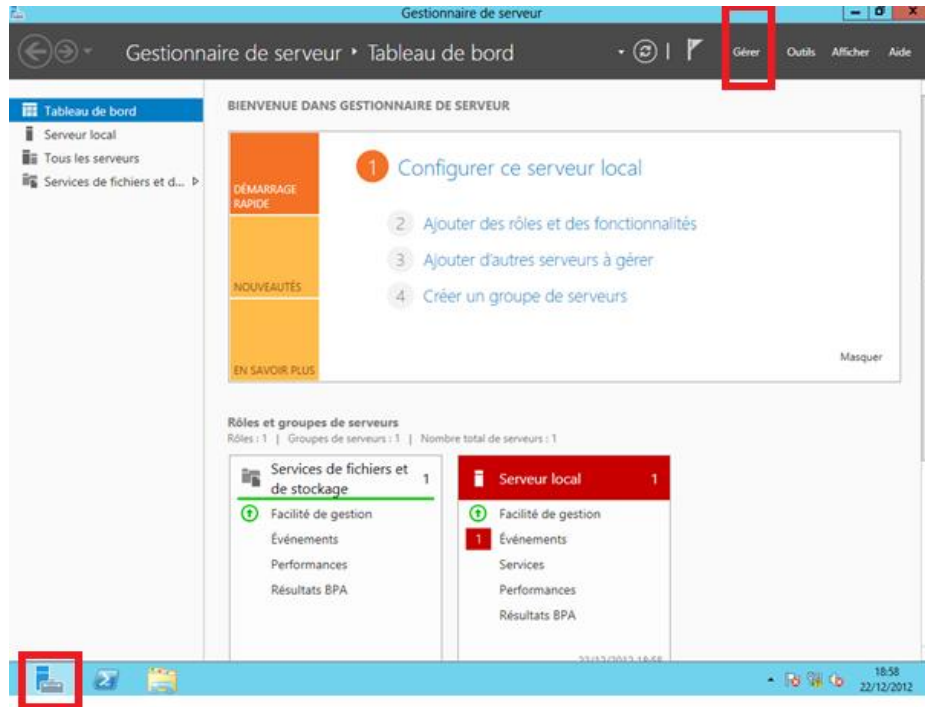 Gestionnaire de serveur
Gestionnaire de serveur ‣ Tableau de bord
Gérer Outils Afficher Aide
Tableau de bord
Serveur local
Tous les serveurs
Services de fichiers et d...
BIENVENUE DANS GESTIONNAIRE DE SERVEUR
DÉMARRAGE RAPIDE
NOUVEAUTÉS
EN SAVOIR PLUS
1 Configurer ce serveur local
2 Ajouter des rôles et des fonctionnalités
3 Ajouter d'autres serveurs à gérer
4 Créer un groupe de serveurs
Masquer
Rôles et groupes de serveurs
Rôles : 1 | Groupes de serveurs : 1 | Nombre total de serveurs : 1
Services de fichiers et de stockage 1
Facilité de gestion
Événements
Performances
Résultats BPA
Serveur local 1
Facilité de gestion
1 Événements
Services
Performances
Résultats BPA
22/12/2012 18:58
18:58
22/12/2012